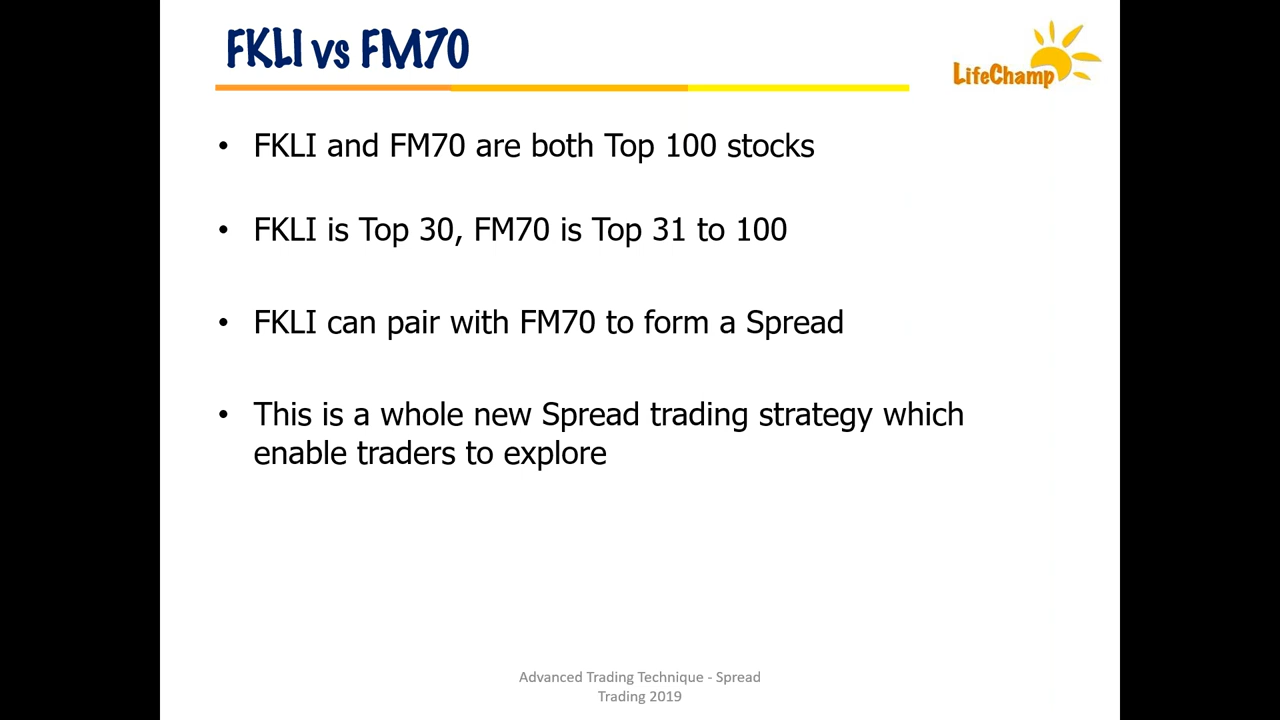 FKLI vs FM70
LifeChamp
• FKLI and FM70 are both Top 100 stocks
• FKLI is Top 30, FM70 is Top 31 to 100
• FKLI can pair with FM70 to form a Spread
• This is a whole new Spread trading strategy which
enable traders to explore
Advanced Trading Technique - Spread
Trading 2019